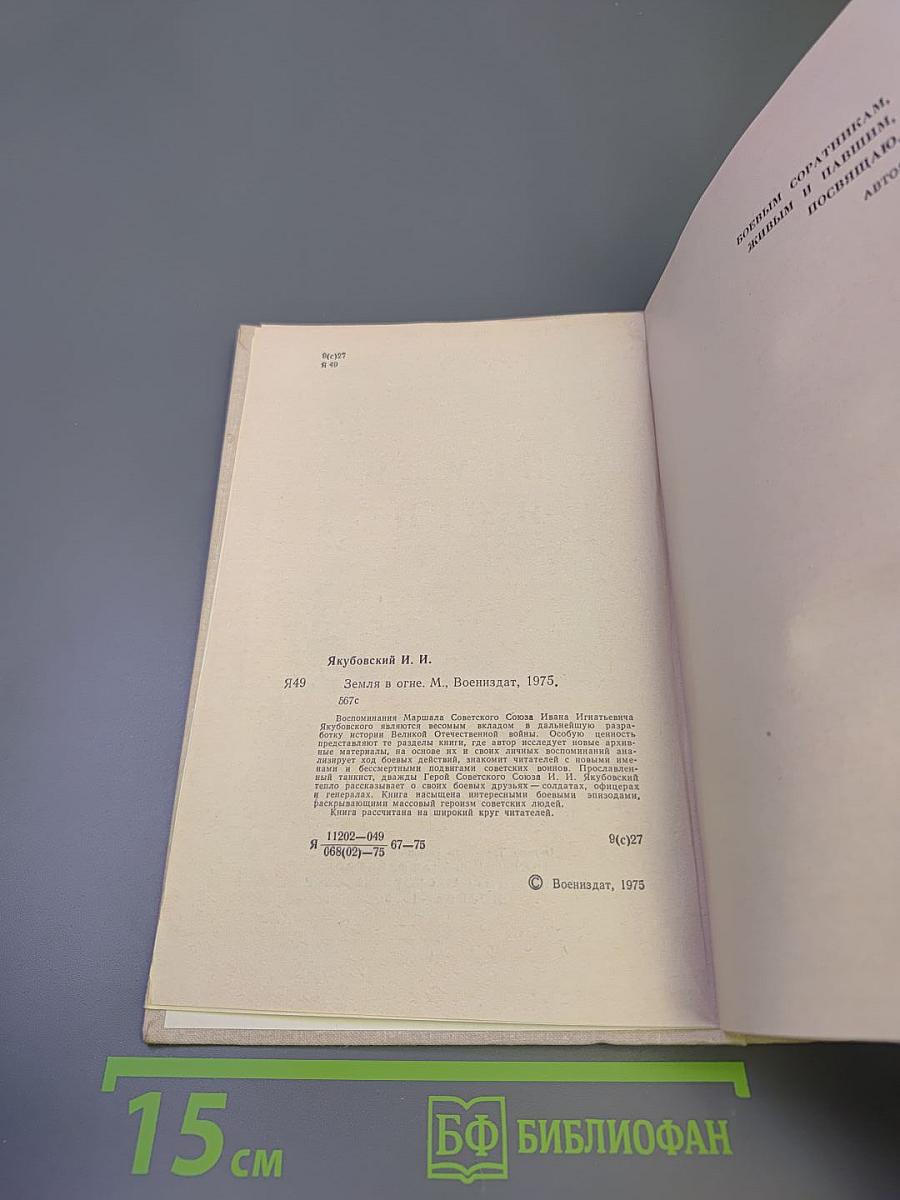 9(с)27
Я 49
Якубовский И. И.
Я49 Земля в огне. М., Воениздат, 1975.
567с
Воспоминания Маршала Советского Союза Ивана Игнатьевича
Якубовского являются весомым вкладом в дальнейшую разра-
ботку истории Великой Отечественной войны. Особую ценность
представляют те разделы книги, где автор исследует новые архив-
ные материалы, на основе их и своих личных воспоминаний ана-
лизирует ход боевых действий, знакомит читателей с новыми име-
нами и бессмертными подвигами советских воинов. Прославлен-
ный танкист, дважды Герой Советского Союза И. И. Якубовский
тепло рассказывает о своих боевых друзьях — солдатах, офицерах
и генералах. Книга насыщена интересными боевыми эпизодами,
раскрывающими массовый героизм советских людей.
Книга рассчитана на широкий круг читателей.
Я 11202—049 67—75
068(02)—75
9(с)27
© Воениздат, 1975
БОЕВЫМ СОРАТНИКАМ,
ЖИВЫМ И ПАВШИМ,
ПОСВЯЩАЮ.
АВТО
15 см
БФ БИБЛИОФАН